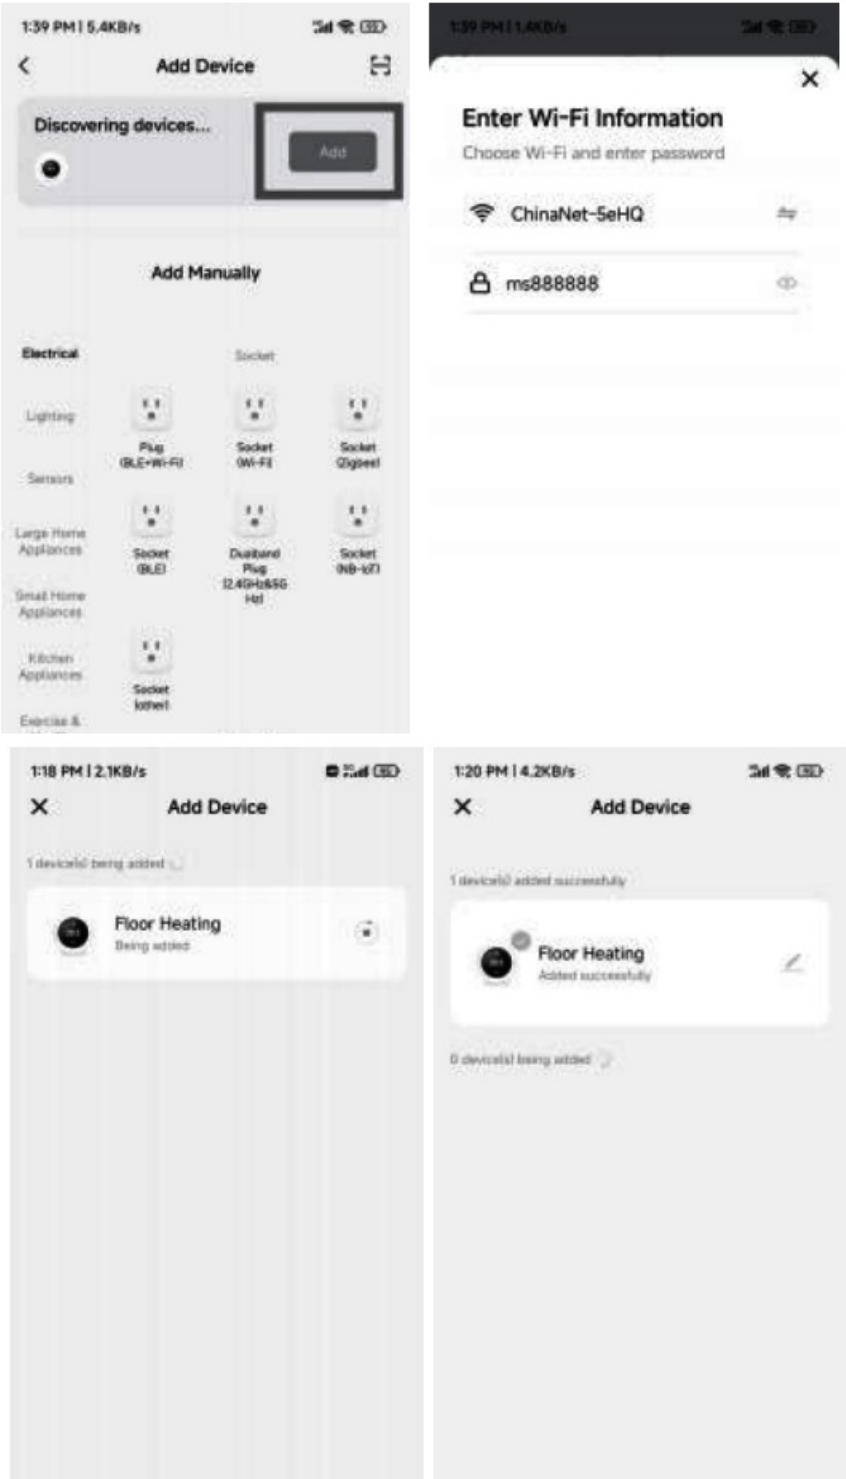 1:39 PM | 5.4KB/s
Add Device
Discovering devices...
Add
Add Manually
Electrical
Socket
Lighting
Plug
(BLE+Wi-Fi)
Socket
(Wi-Fi)
Socket
(Zigbee)
Sensors
Large Home
Appliances
Socket
(BLE)
Dualband
Plug
(2.4GHz&5G
Hz)
Socket
(NB-IoT)
Small Home
Appliances
Kitchen
Appliances
Socket
(other)
Exercise &
1:39 PM | 1.4KB/s
Enter Wi-Fi Information
Choose Wi-Fi and enter password
ChinaNet-5eHQ
ms888888
1:18 PM | 2.1KB/s
Add Device
1 device(s) being added
Floor Heating
Being added
1:20 PM | 4.2KB/s
Add Device
1 device(s) added successfully
Floor Heating
Added successfully
0 device(s) being added